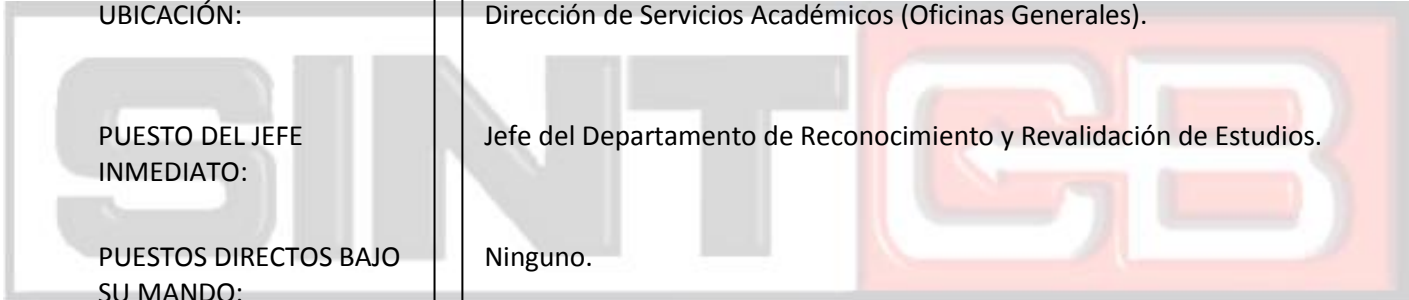 UBICACIÓN: Dirección de Servicios Académicos (Oficinas Generales).
PUESTO DEL JEFE Jefe del Departamento de Reconocimiento y Revalidación de Estudios.
INMEDIATO:
PUESTOS DIRECTOS BAJO Ninguno.
SU MANDO:
SINTCB